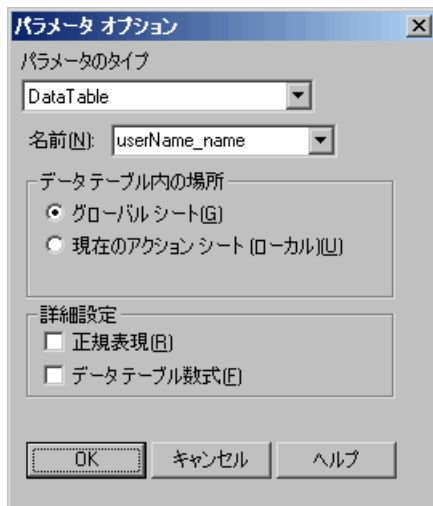 パラメータ オプション
パラメータのタイプ
DataTable
名前(N): userName_name
データ テーブル内の場所
グローバル シート(G)
現在のアクション シート (ローカル)(U)
詳細設定
正規表現(R)
データ テーブル数式(F)
OK キャンセル ヘルプ